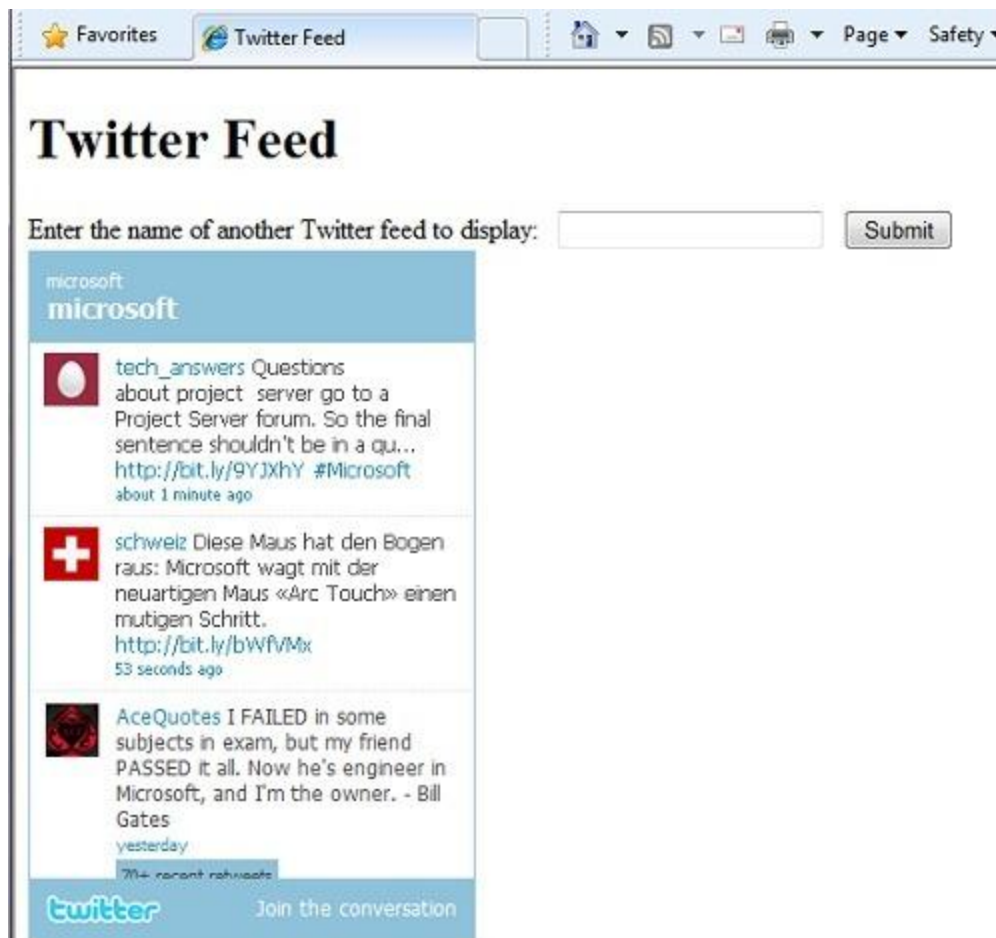 Favorites Twitter Feed Page Safety
Twitter Feed
Enter the name of another Twitter feed to display: Submit
microsoft
microsoft
tech_answers Questions
about project server go to a
Project Server forum. So the final
sentence shouldn't be in a qu...
http://bit.ly/9YJXhY #Microsoft
about 1 minute ago
schweiz Diese Maus hat den Bogen
raus: Microsoft wagt mit der
neuartigen Maus «Arc Touch» einen
mutigen Schritt.
http://bit.ly/bWfVMx
53 seconds ago
AceQuotes I FAILED in some
subjects in exam, but my friend
PASSED it all. Now he's engineer in
Microsoft, and I'm the owner. - Bill
Gates
yesterday
70+ recent retweets
twitter Join the conversation